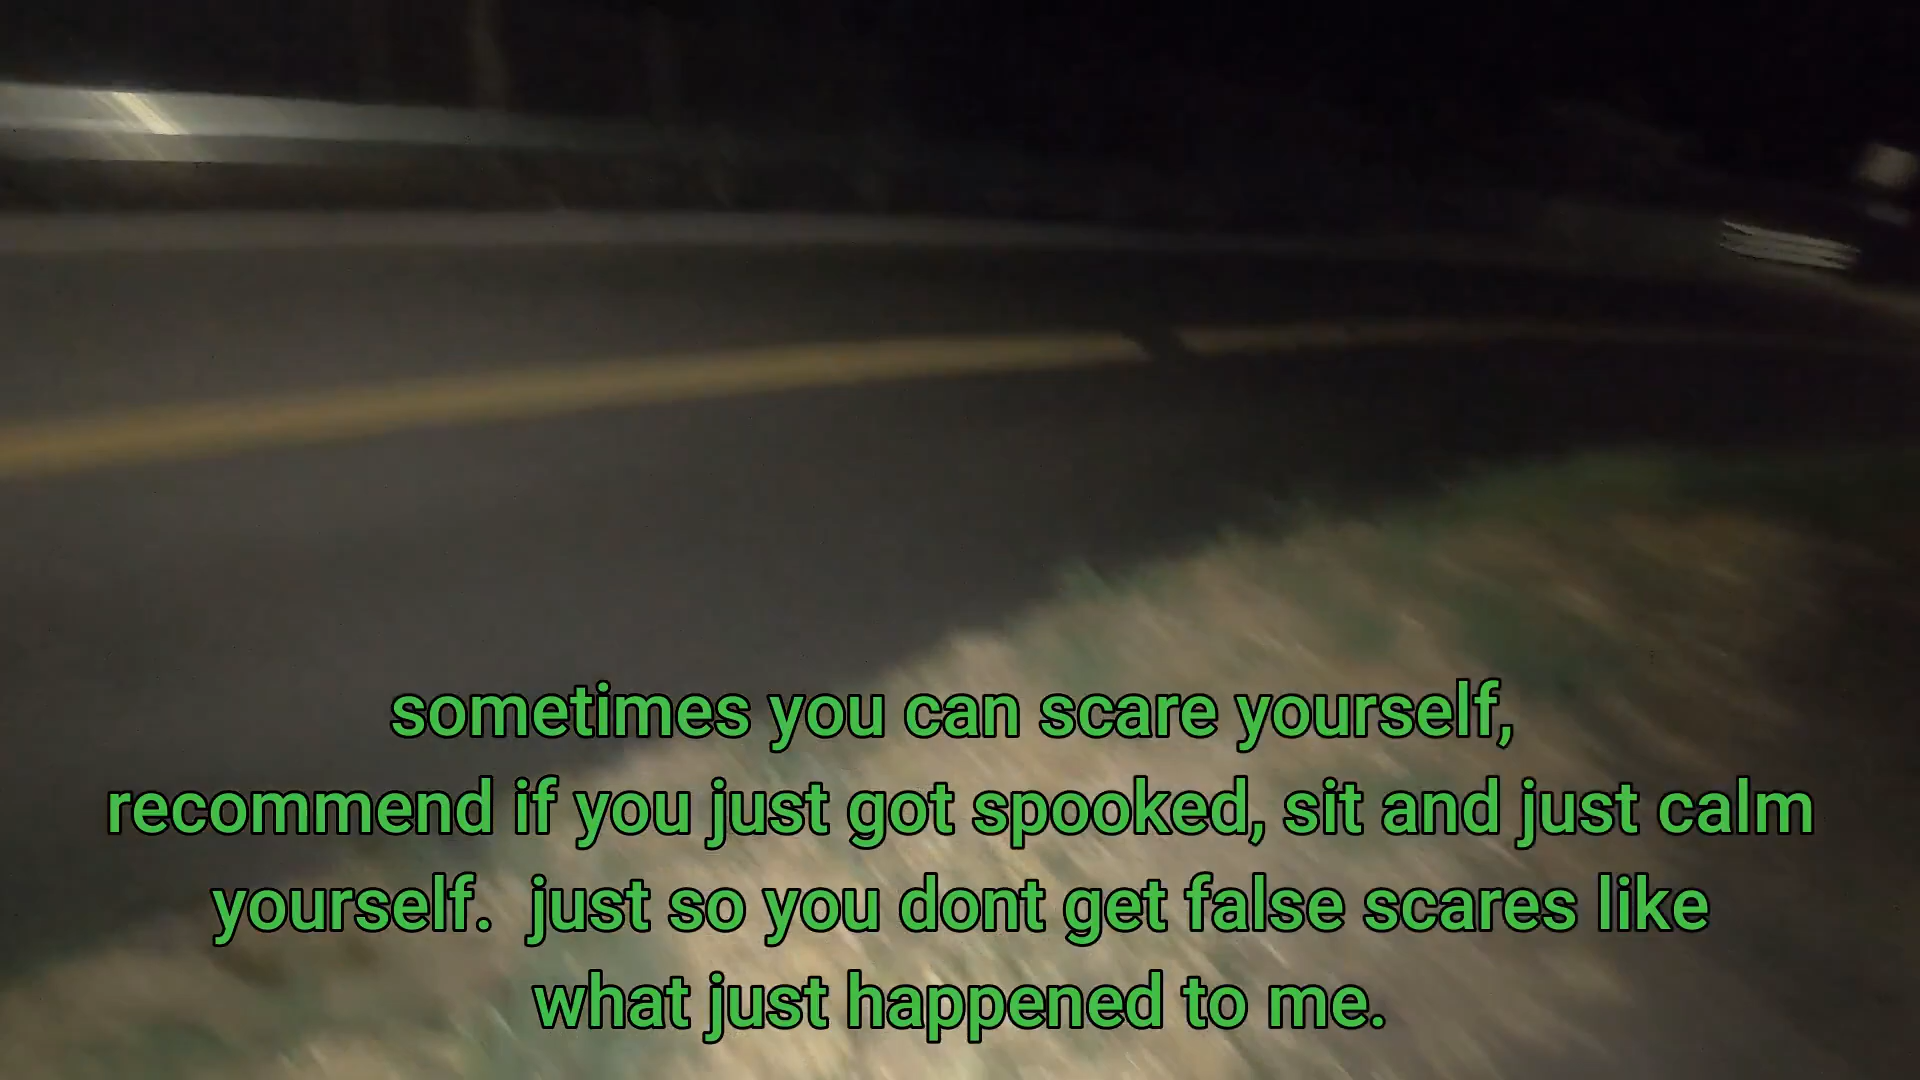 sometimes you can scare yourself,
recommend if you just got spooked, sit and just calm
yourself.  just so you dont get false scares like
what just happened to me.